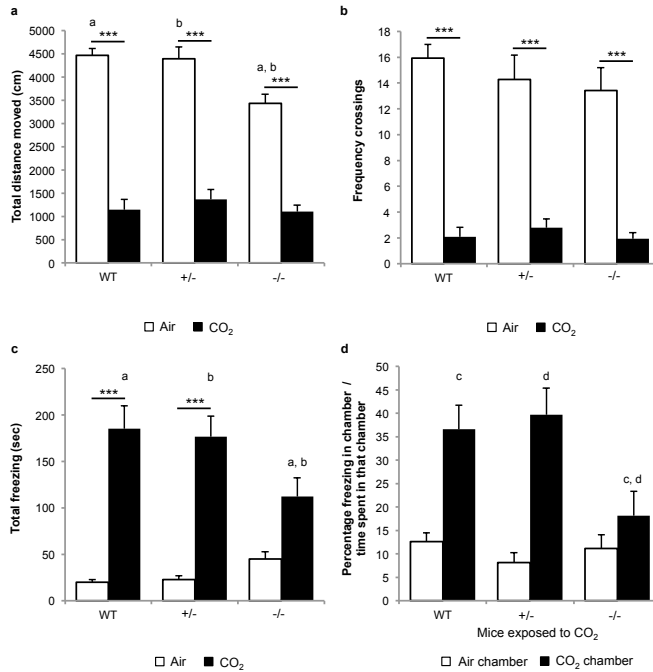 a
Total distance moved (cm)
5000
4500
4000
3500
3000
2500
2000
1500
1000
500
0
a
***
b
***
a, b
***
WT
+/-
-/-
Air
CO2
b
Frequency crossings
18
16
14
12
10
8
6
4
2
0
***
***
***
WT
+/-
-/-
Air
CO2
c
Total freezing (sec)
250
200
150
100
50
0
a
***
b
***
a, b
WT
+/-
-/-
Air
CO2
d
Percentage freezing in chamber /
time spent in that chamber
50
45
40
35
30
25
20
15
10
5
0
c
d
c, d
WT
+/-
-/-
Mice exposed to CO2
Air chamber
CO2 chamber